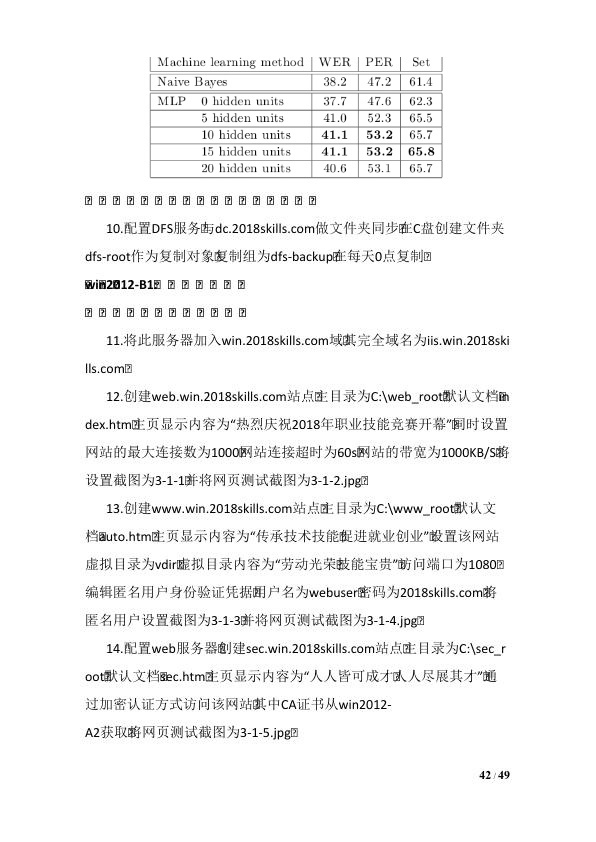 Machine learning method WER PER Set
Naive Bayes 38.2 47.2 61.4
MLP 0 hidden units 37.7 47.6 62.3
5 hidden units 41.0 52.3 65.5
10 hidden units 41.1 53.2 65.7
15 hidden units 41.1 53.2 65.8
20 hidden units 40.6 53.1 65.7
10.配置DFS服务 与dc.2018skills.com做文件夹同步 在C盘创建文件夹
dfs-root作为复制对象 复制组为dfs-backup 在每天0点复制
win2012-B1:
11.将此服务器加入win.2018skills.com域 其完全域名为iis.win.2018ski
lls.com
12.创建web.win.2018skills.com站点 主目录为C:\web_root 默认文档 in
dex.htm 主页显示内容为“热烈庆祝2018年职业技能竞赛开幕” 同时设置
网站的最大连接数为1000 网站连接超时为60s 网站的带宽为1000KB/S 将
设置截图为3-1-1 并将网页测试截图为3-1-2.jpg
13.创建www.win.2018skills.com站点 主目录为C:\www_root 默认文
档 auto.htm 主页显示内容为“传承技术技能 促进就业创业” 设置该网站
虚拟目录为vdir 虚拟目录内容为“劳动光荣 技能宝贵” 访问端口为1080
编辑匿名用户身份验证凭据 用户名为webuser 密码为2018skills.com 将
匿名用户设置截图为3-1-3 并将网页测试截图为3-1-4.jpg
14.配置web服务器 创建sec.win.2018skills.com站点 主目录为C:\sec_r
oot 默认文档 sec.htm 主页显示内容为“人人皆可成才 人人尽展其才” 通
过加密认证方式访问该网站 其中CA证书从win2012-
A2获取 将网页测试截图为3-1-5.jpg
42 / 49